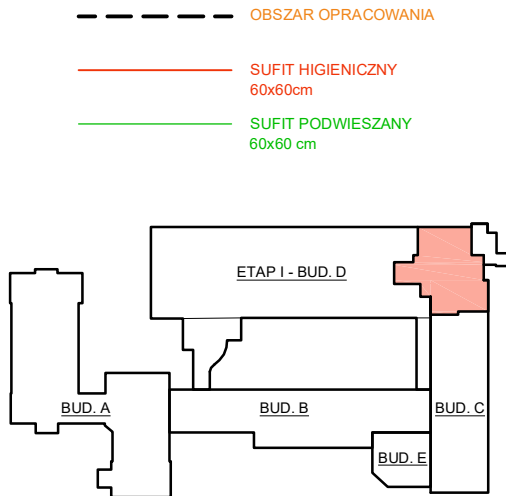 OBSZAR OPRACOWANIA
SUFIT HIGIENICZNY
60x60cm
SUFIT PODWIESZANY
60x60 cm
ETAP I - BUD. D
BUD. A
BUD. B
BUD. C
BUD. E